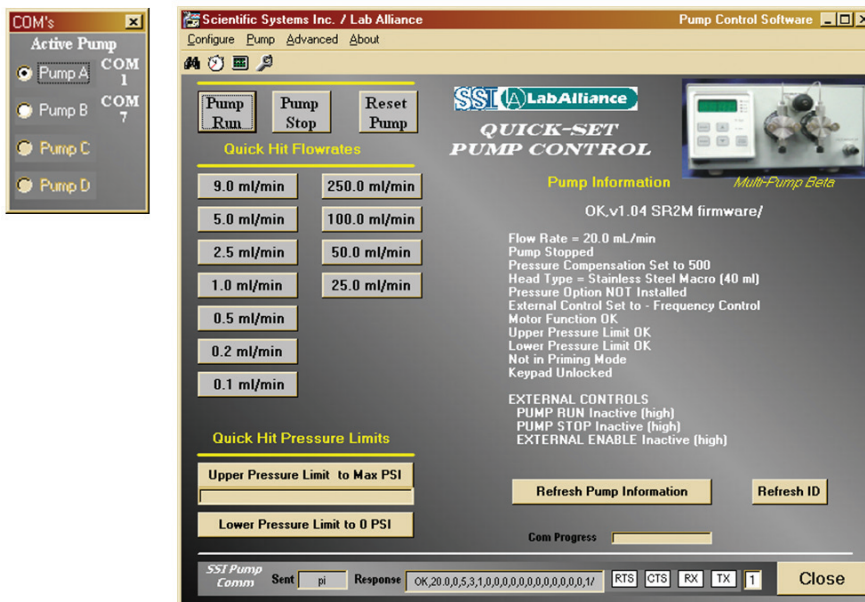 COM's
Active Pump
Pump A COM 1
Pump B COM 7
Pump C
Pump D
Scientific Systems Inc. / Lab Alliance Pump Control Software
Configure Pump Advanced About
Pump Run
Pump Stop
Reset Pump
Quick Hit Flowrates
9.0 ml/min 250.0 ml/min
5.0 ml/min 100.0 ml/min
2.5 ml/min 50.0 ml/min
1.0 ml/min 25.0 ml/min
0.5 ml/min
0.2 ml/min
0.1 ml/min
Quick Hit Pressure Limits
Upper Pressure Limit to Max PSI
Lower Pressure Limit to 0 PSI
SSI LabAlliance
QUICK-SET
PUMP CONTROL
Pump Information
Multi-Pump Beta
OK,v1.04 SR2M firmware/
Flow Rate = 20.0 mL/min
Pump Stopped
Pressure Compensation Set to 500
Head Type = Stainless Steel Macro (40 ml)
Pressure Option NOT Installed
External Control Set to - Frequency Control
Motor Function OK
Upper Pressure Limit OK
Lower Pressure Limit OK
Not in Priming Mode
Keypad Unlocked
EXTERNAL CONTROLS
PUMP RUN Inactive (high)
PUMP STOP Inactive (high)
EXTERNAL ENABLE Inactive (high)
Refresh Pump Information
Refresh ID
Com Progress
SSI Pump
Comm
Sent pi Response OK,20.0,0,5,3,1,0,0,0,0,0,0,0,0,0,0,0,0,1/ RTS CTS RX TX 1 Close